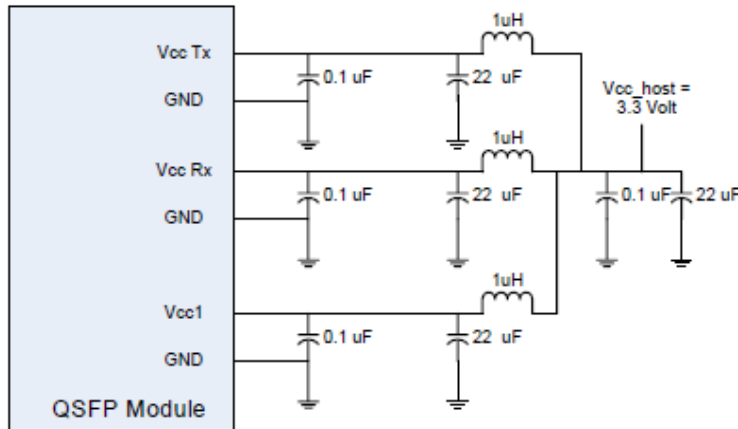 1uH
Vcc Tx
0.1 uF
22 uF
GND
Vcc_host =
3.3 Volt
1uH
Vcc Rx
0.1 uF
22 uF
0.1 uF
22 uF
GND
1uH
Vcc1
0.1 uF
22 uF
GND
QSFP Module